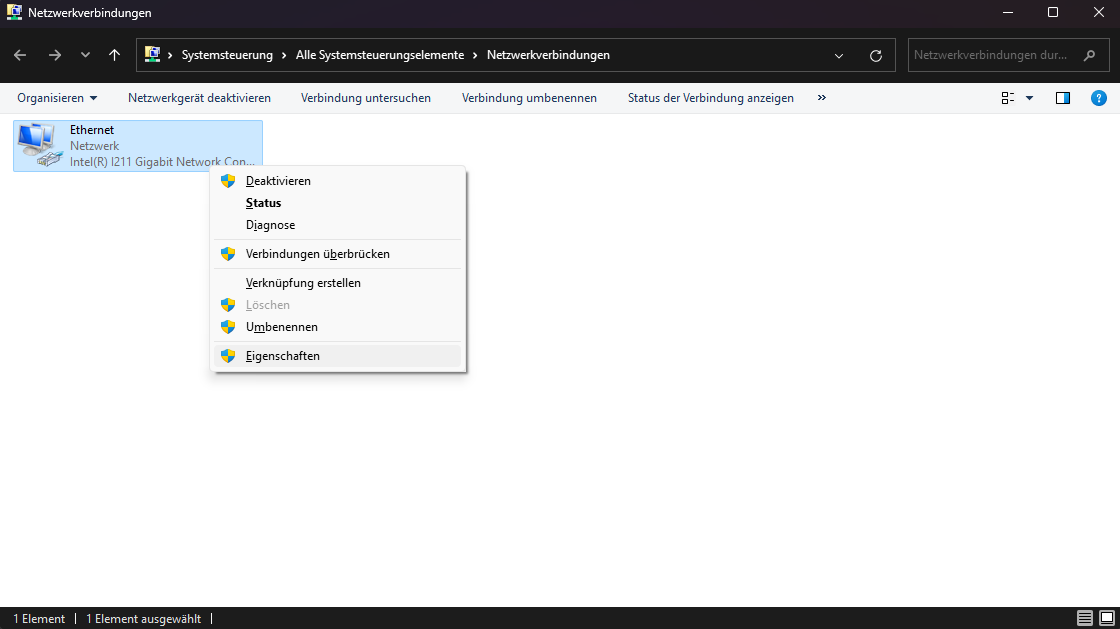 Netzwerkverbindungen
Systemsteuerung > Alle Systemsteuerungselemente > Netzwerkverbindungen
Netzwerkverbindungen dur...
Organisieren Netzwerkgerät deaktivieren Verbindung untersuchen Verbindung umbenennen Status der Verbindung anzeigen »
Ethernet
Netzwerk
Intel(R) I211 Gigabit Network Con...
Deaktivieren
Status
Diagnose
Verbindungen überbrücken
Verknüpfung erstellen
Löschen
Umbenennen
Eigenschaften
1 Element | 1 Element ausgewählt |